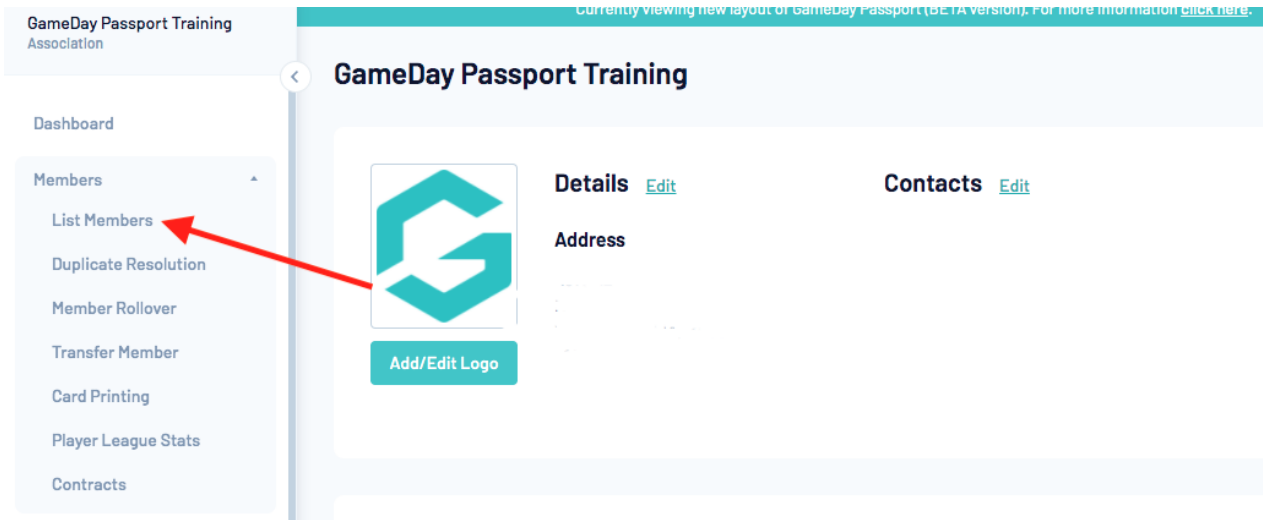 GameDay Passport Training
Association
Currently viewing new layout of GameDay Passport (BETA version). For more information click here.
GameDay Passport Training
Dashboard
Members
List Members
Duplicate Resolution
Member Rollover
Transfer Member
Card Printing
Player League Stats
Contracts
Details Edit
Contacts Edit
Address
Add/Edit Logo